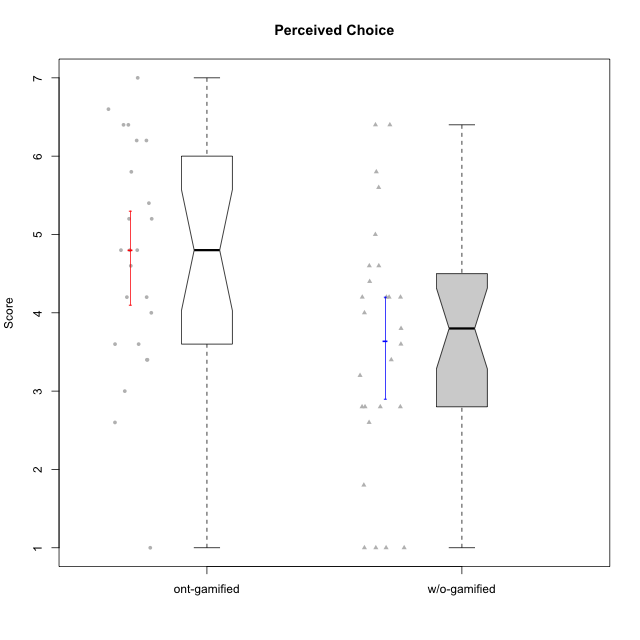 Perceived Choice
7
6
5
4
3
2
1
Score
ont-gamified
w/o-gamified